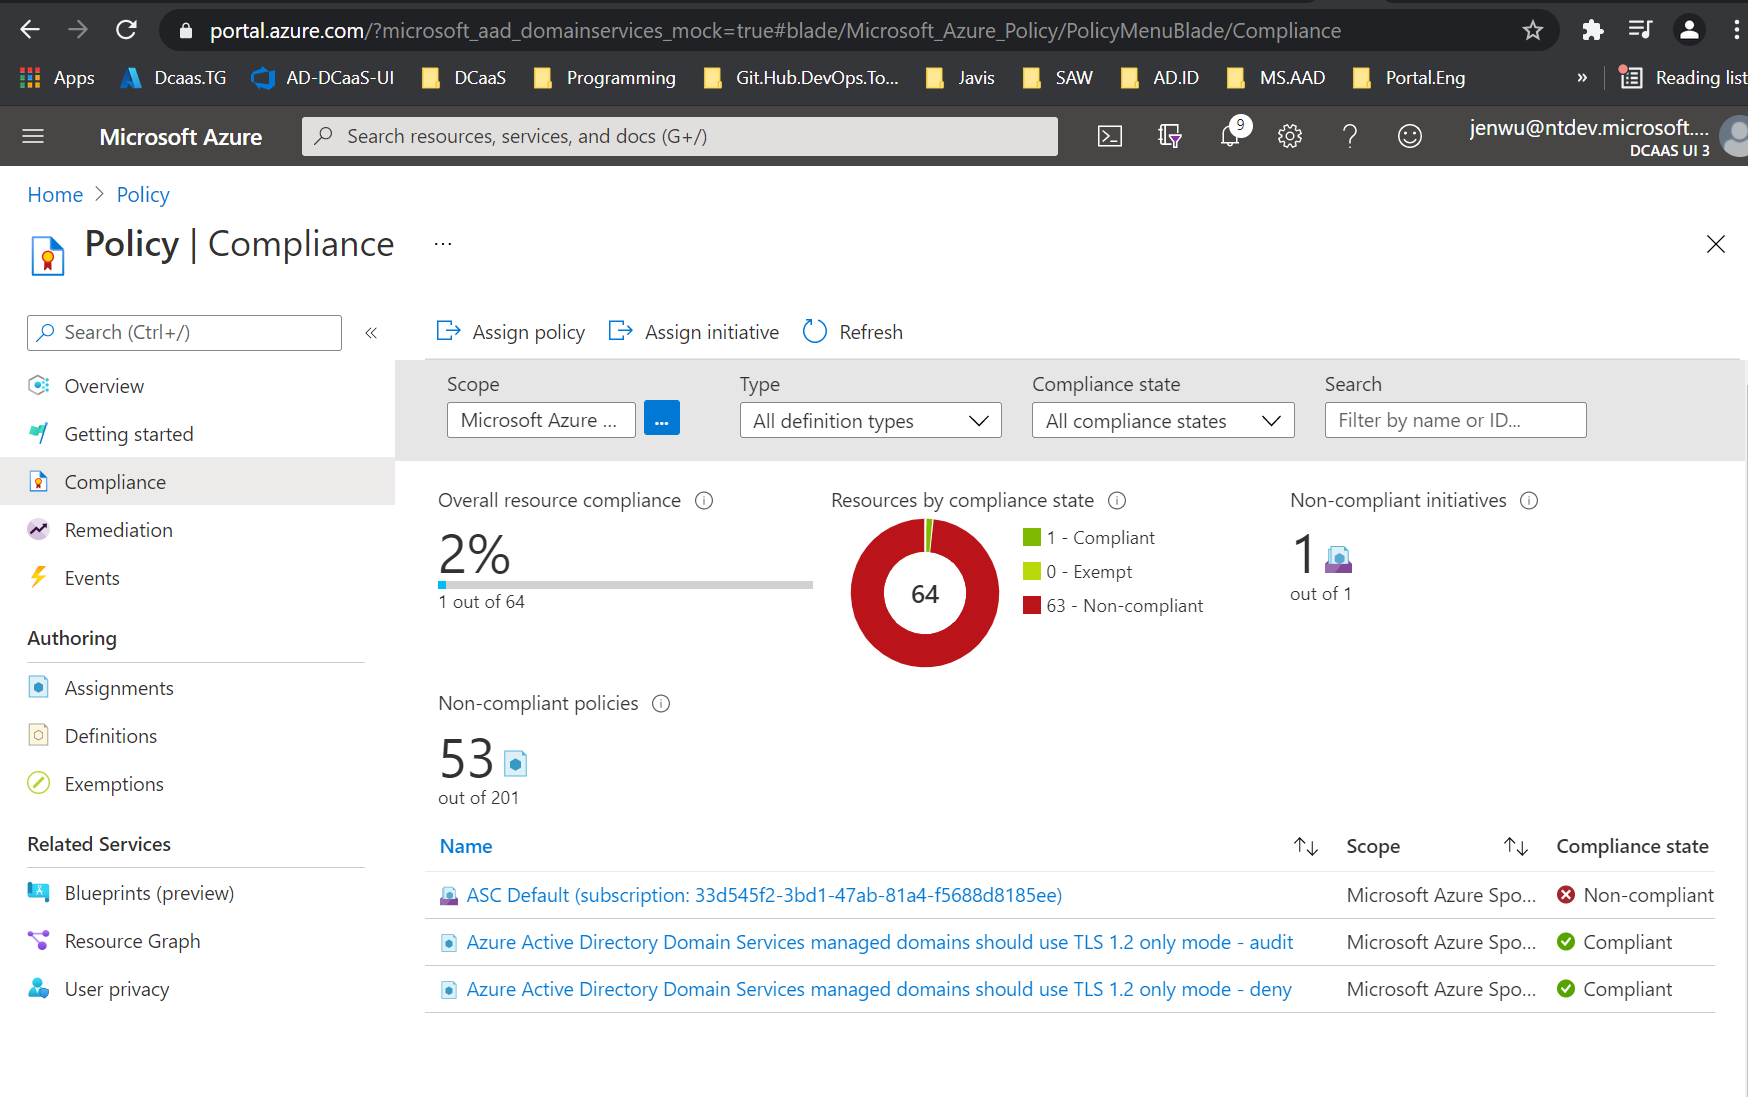 portal.azure.com/?microsoft_aad_domainservices_mock=true#blade/Microsoft_Azure_Policy/PolicyMenuBlade/Compliance
Apps Dcaas.TG AD-DCaaS-UI DCaaS Programming Git.Hub.DevOps.To... Javis SAW AD.ID MS.AAD Portal.Eng » Reading list
Microsoft Azure Search resources, services, and docs (G+/) 9 jenwu@ntdev.microsoft....
DCAAS UI 3
Home > Policy
Policy | Compliance ...
Search (Ctrl+/) «
Overview
Getting started
Compliance
Remediation
Events
Authoring
Assignments
Definitions
Exemptions
Related Services
Blueprints (preview)
Resource Graph
User privacy
Assign policy Assign initiative Refresh
Scope Type Compliance state Search
Microsoft Azure ... ... All definition types All compliance states Filter by name or ID...
Overall resource compliance
2%
1 out of 64
Resources by compliance state
64
1 - Compliant
0 - Exempt
63 - Non-compliant
Non-compliant initiatives
1
out of 1
Non-compliant policies
53
out of 201
Name Scope Compliance state
ASC Default (subscription: 33d545f2-3bd1-47ab-81a4-f5688d8185ee) Microsoft Azure Spo... Non-compliant
Azure Active Directory Domain Services managed domains should use TLS 1.2 only mode - audit Microsoft Azure Spo... Compliant
Azure Active Directory Domain Services managed domains should use TLS 1.2 only mode - deny Microsoft Azure Spo... Compliant